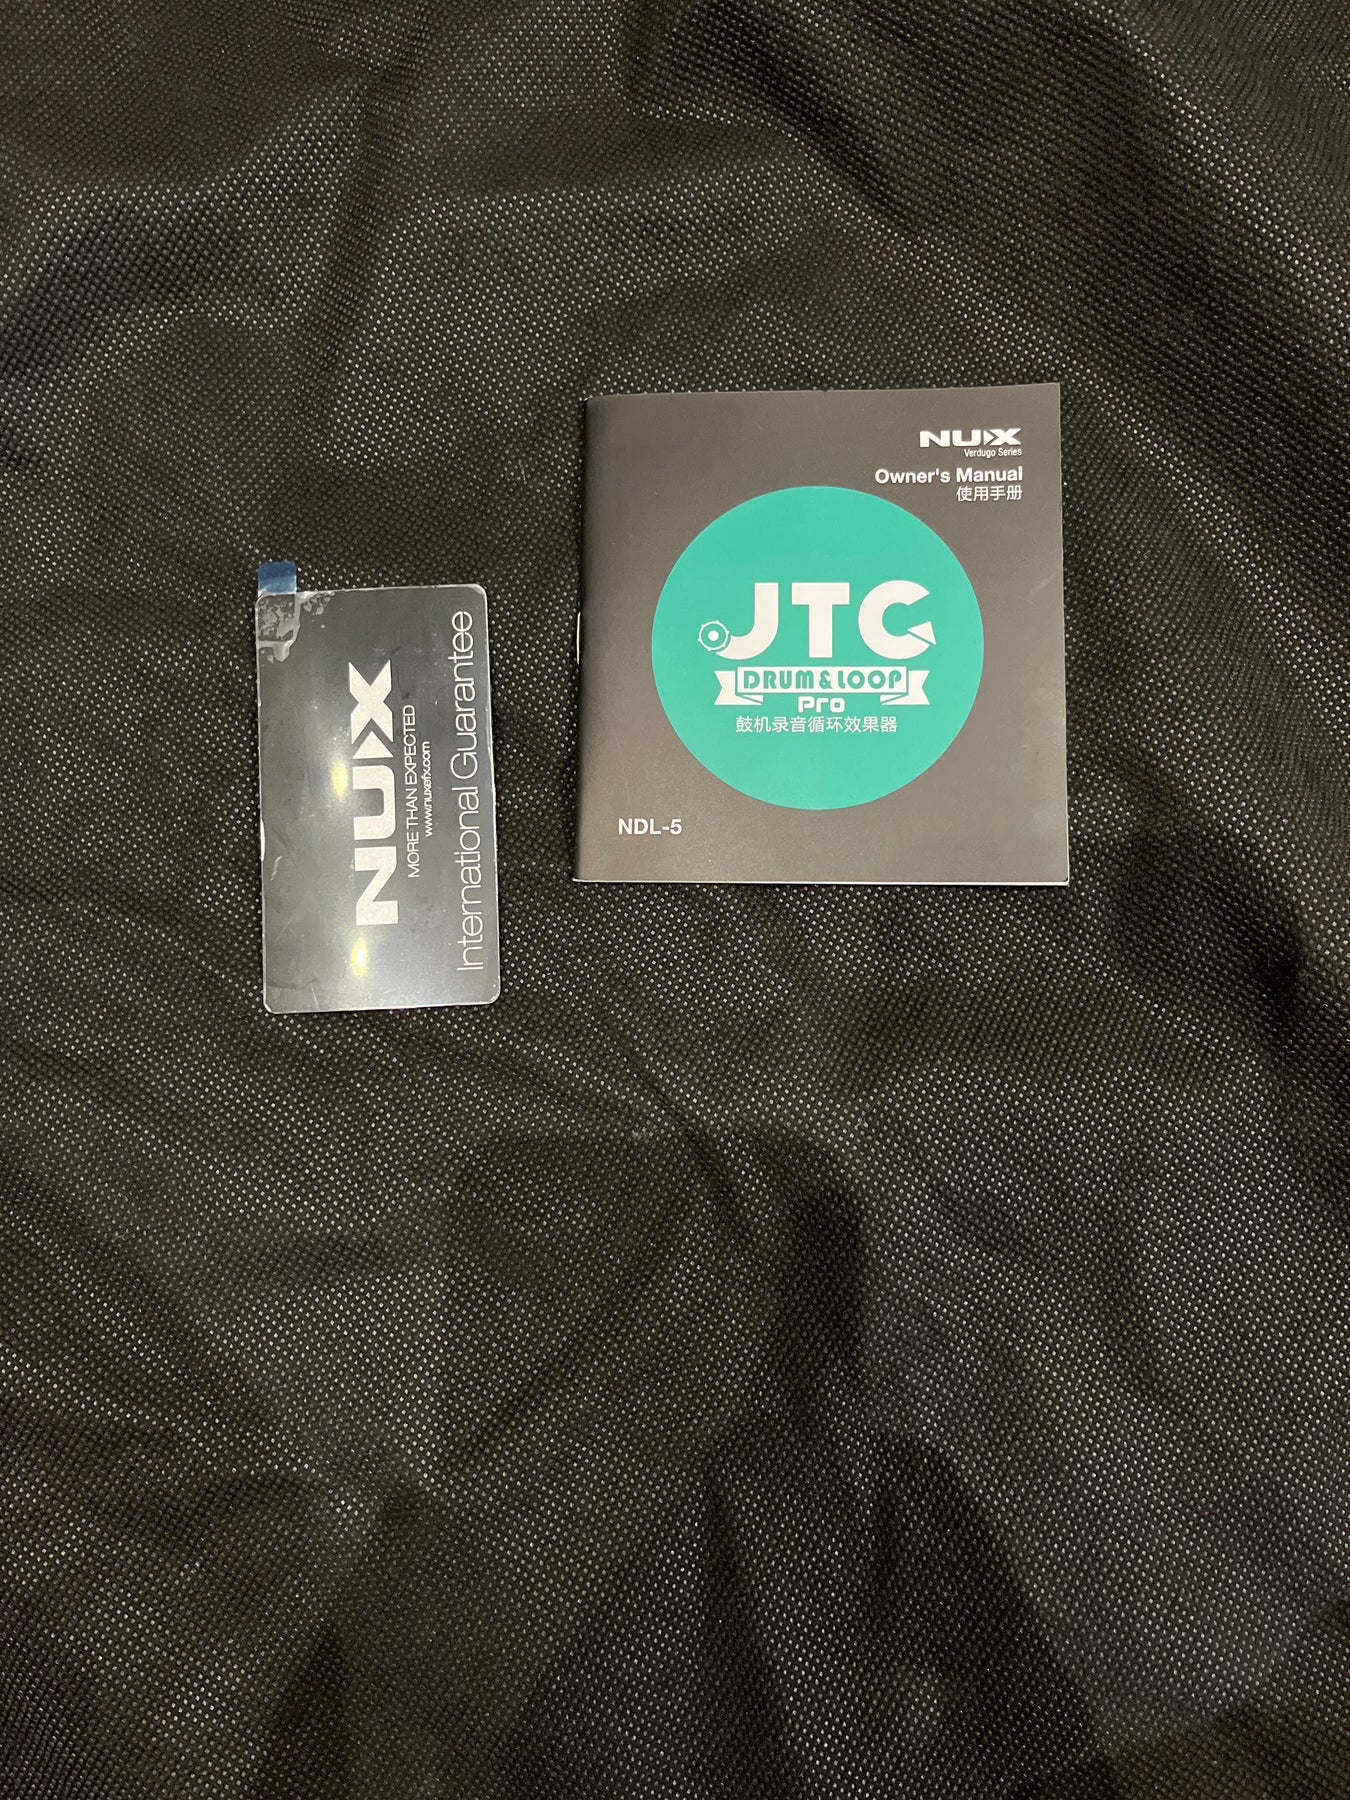 NUX
MORE THAN EXPECTED
www.nuxefx.com
International Guarantee
NUX
Verdugo Series
Owner's Manual
使用手册
JTC
DRUM&LOOP
Pro
鼓机录音循环效果器
NDL-5